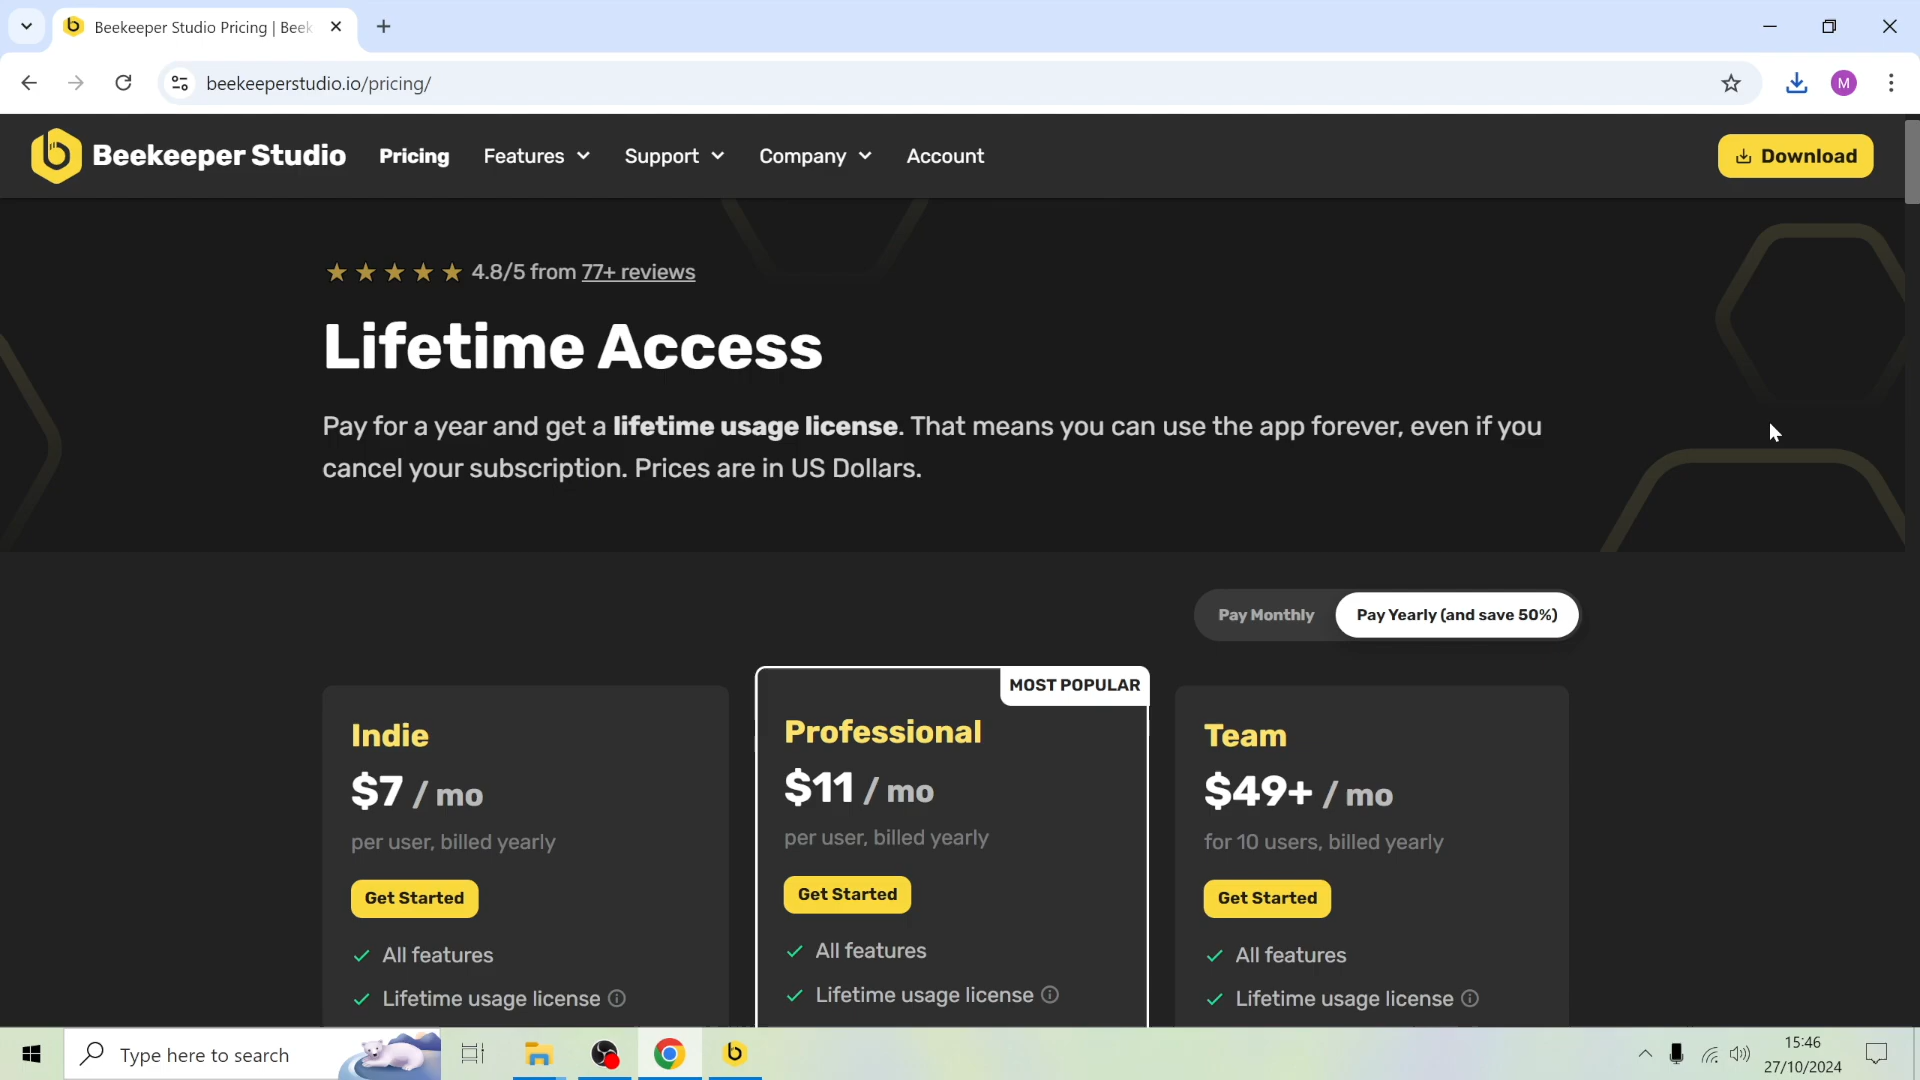 Beekeeper Studio Pricing | Beek
beekeeperstudio.io/pricing/
M
Beekeeper Studio Pricing Features Support Company Account Download
4.8/5 from 77+ reviews
Lifetime Access
Pay for a year and get a lifetime usage license. That means you can use the app forever, even if you
cancel your subscription. Prices are in US Dollars.
Pay Monthly Pay Yearly (and save 50%)
MOST POPULAR
Indie
$7 / mo
per user, billed yearly
Get Started
All features
Lifetime usage license
Professional
$11 / mo
per user, billed yearly
Get Started
All features
Lifetime usage license
Team
$49+ / mo
for 10 users, billed yearly
Get Started
All features
Lifetime usage license
Type here to search
15:46
27/10/2024